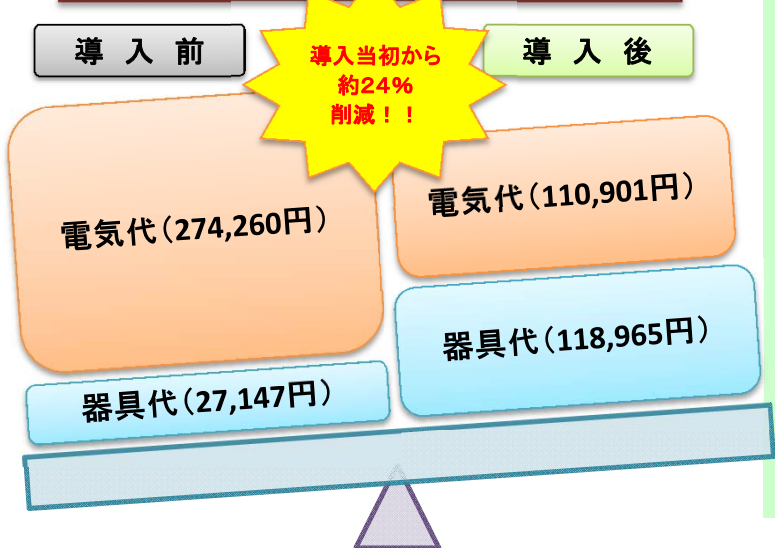 導入前
導入当初から
約24%
削減！！
導入後
電気代（274,260円）
電気代（110,901円）
器具代（27,147円）
器具代（118,965円）